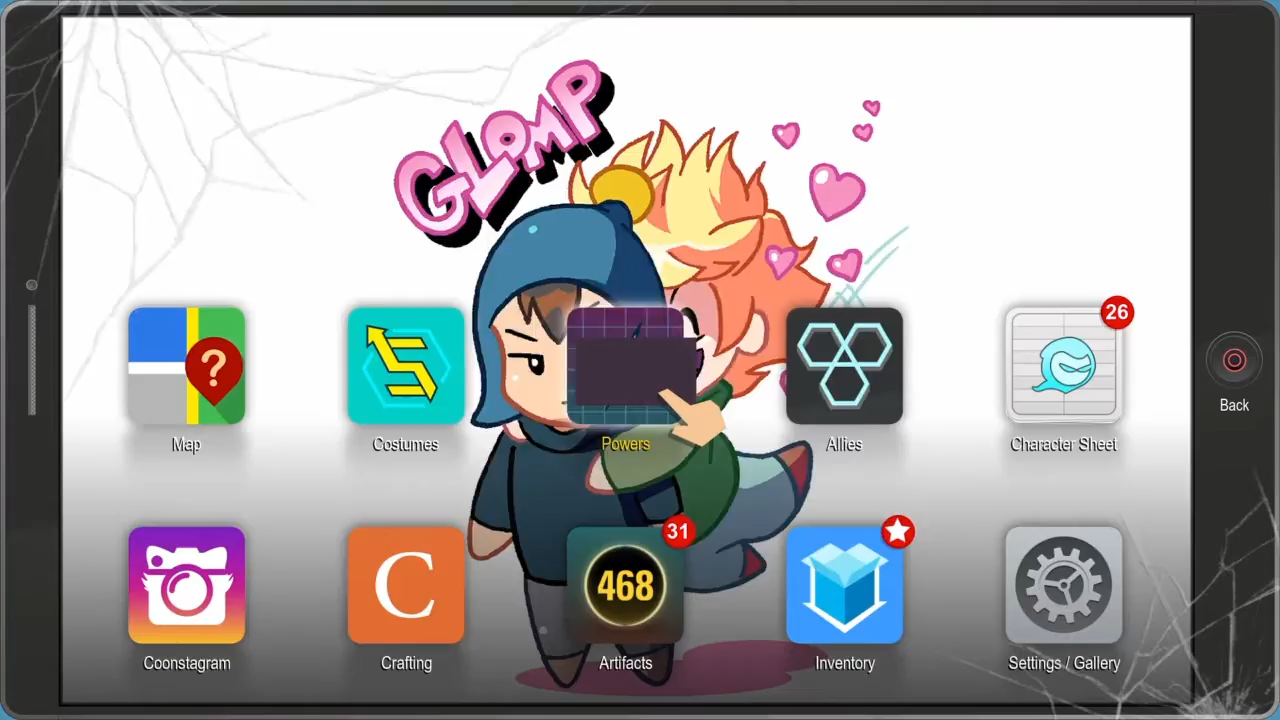 GLOMP
?
26
Map
Costumes
Powers
Allies
Character Sheet
Back
C
31
468
Coonstagram
Crafting
Artifacts
Inventory
Settings / Gallery